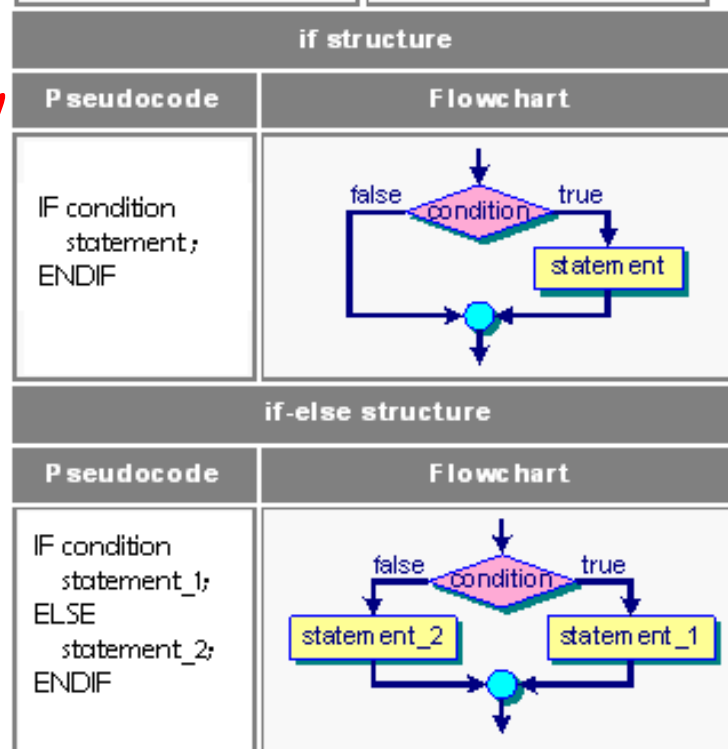 if structure
Pseudocode
Flowchart
IF condition
statement;
ENDIF
false
condition
true
statement
if-else structure
Pseudocode
Flowchart
IF condition
statement_1;
ELSE
statement_2;
ENDIF
false
condition
true
statement_2
statement_1